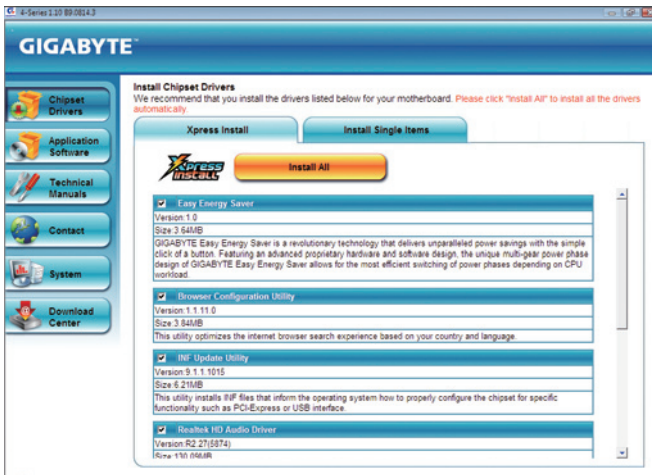 4-Series 1.10 B9.0814.3
GIGABYTE™
Chipset
Drivers
Application
Software
Technical
Manuals
Contact
System
Download
Center
Install Chipset Drivers
We recommend that you install the drivers listed below for your motherboard. Please click "Install All" to install all the drivers
automatically.
Xpress Install
Install Single Items
Xpress
INSTALL
Install All
Easy Energy Saver
Version:1.0
Size:3.64MB
GIGABYTE Easy Energy Saver is a revolutionary technology that delivers unparalleled power savings with the simple
click of a button. Featuring an advanced proprietary hardware and software design, the unique multi-gear power phase
design of GIGABYTE Easy Energy Saver allows for the most efficient switching of power phases depending on CPU
workload.
Browser Configuration Utility
Version:1.1.11.0
Size:3.84MB
This utility optimizes the internet browser search experience based on your country and language.
INF Update Utility
Version:9.1.1.1015
Size:6.21MB
This utility installs INF files that inform the operating system how to properly configure the chipset for specific
functionality such as PCI-Express or USB interface.
Realtek HD Audio Driver
Version:R2.27(5874)
Size:130.09MB